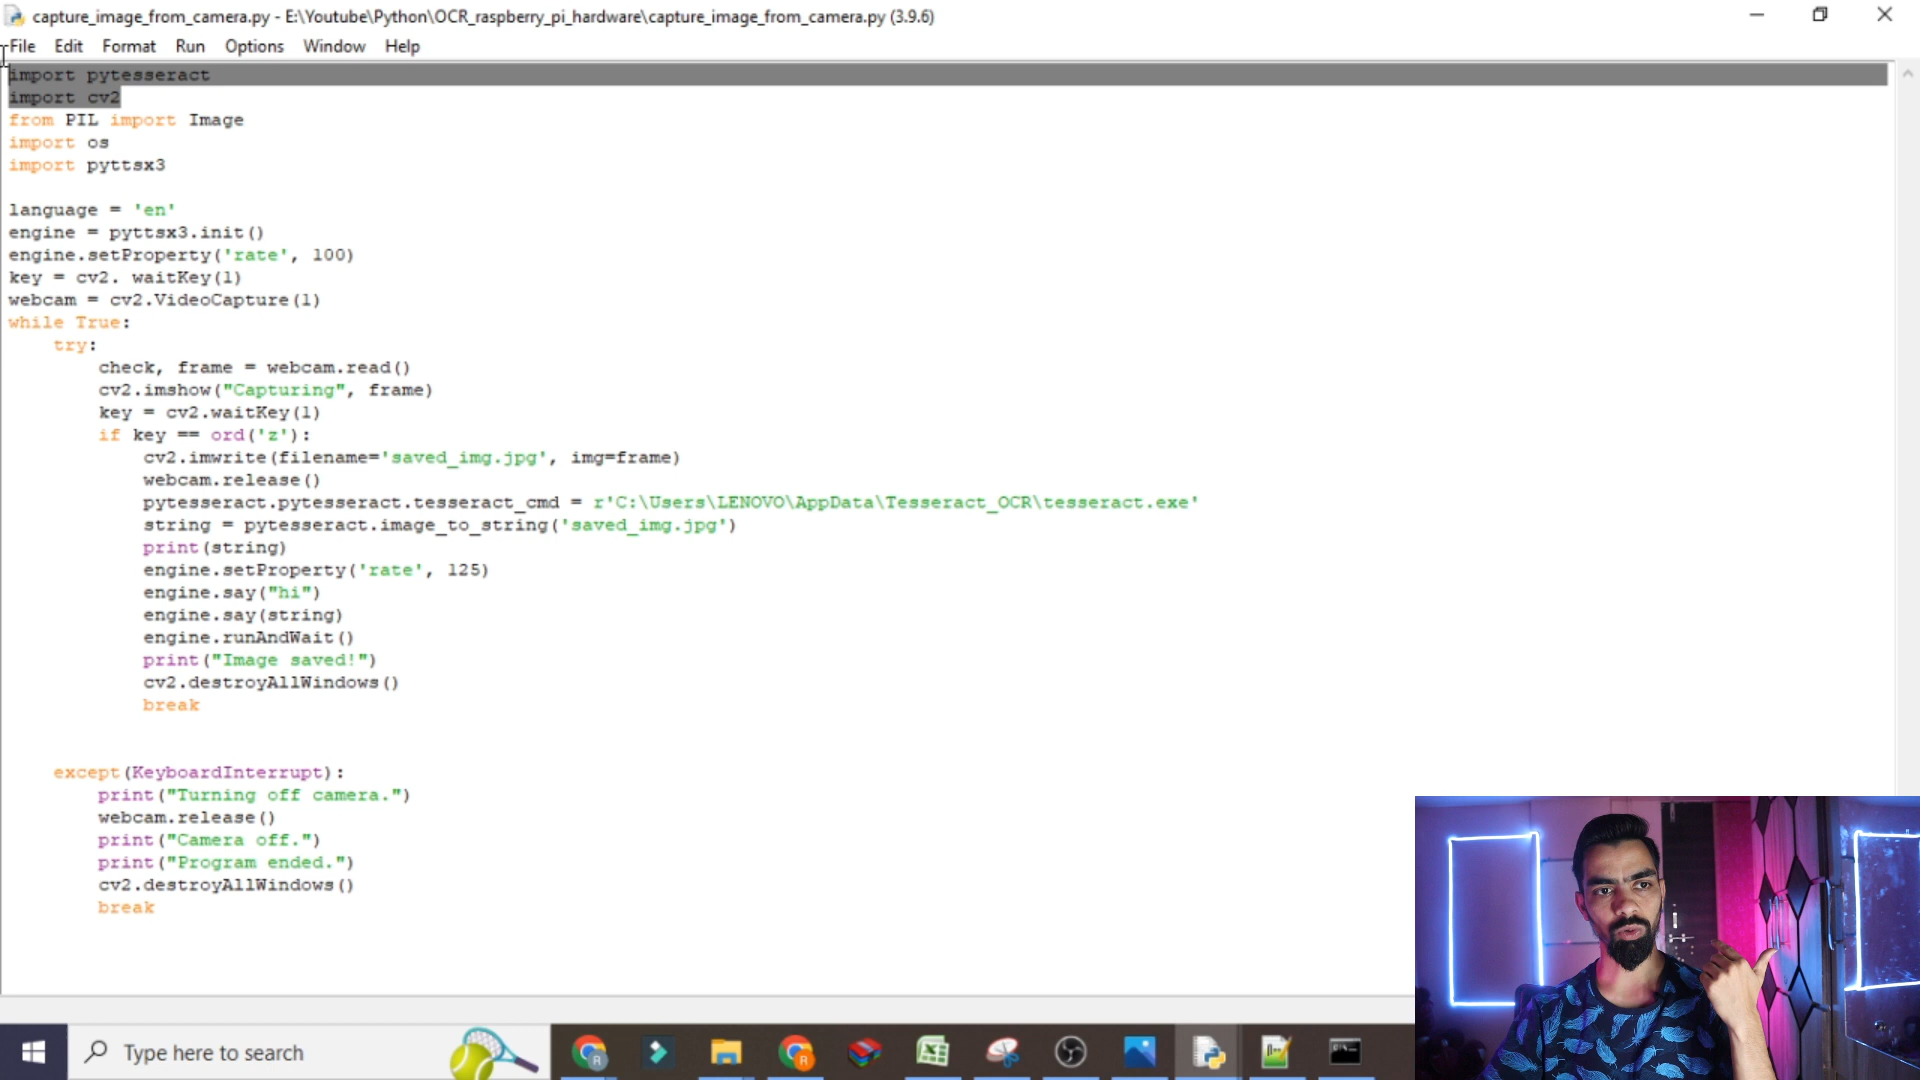 capture_image_from_camera.py - E:\Youtube\Python\OCR_raspberry_pi_hardware\capture_image_from_camera.py (3.9.6)
File Edit Format Run Options Window Help
import pytesseract
import cv2
from PIL import Image
import os
import pyttsx3
language = 'en'
engine = pyttsx3.init()
engine.setProperty('rate', 100)
key = cv2. waitKey(1)
webcam = cv2.VideoCapture(1)
while True:
    try:
        check, frame = webcam.read()
        cv2.imshow("Capturing", frame)
        key = cv2.waitKey(1)
        if key == ord('z'):
            cv2.imwrite(filename='saved_img.jpg', img=frame)
            webcam.release()
            pytesseract.pytesseract.tesseract_cmd = r'C:\Users\LENOVO\AppData\Tesseract_OCR\tesseract.exe'
            string = pytesseract.image_to_string('saved_img.jpg')
            print(string)
            engine.setProperty('rate', 125)
            engine.say("hi")
            engine.say(string)
            engine.runAndWait()
            print("Image saved!")
            cv2.destroyAllWindows()
            break
    except(KeyboardInterrupt):
        print("Turning off camera.")
        webcam.release()
        print("Camera off.")
        print("Program ended.")
        cv2.destroyAllWindows()
        break
Type here to search